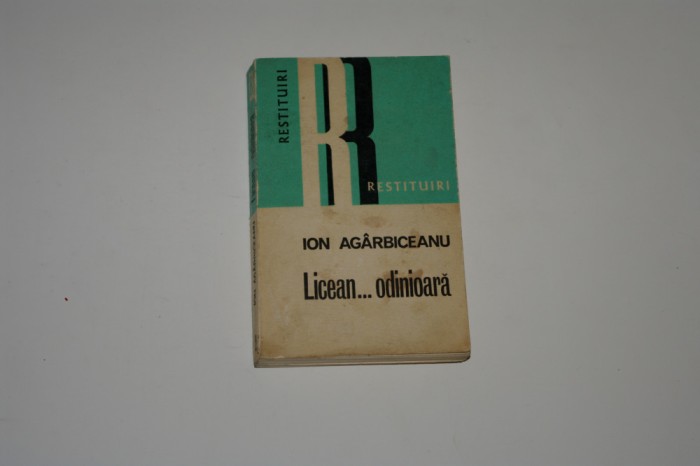 RESTITUIRI
R
RESTITUIRI
ION AGÂRBICEANU
Licean... odinioară